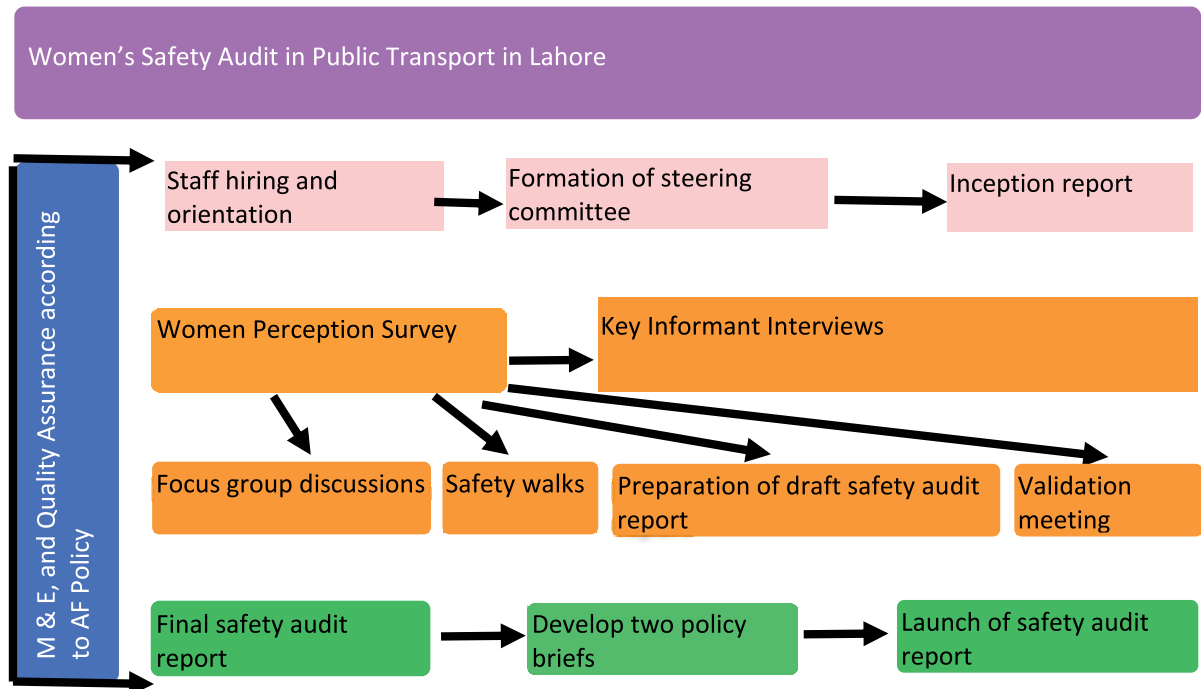 Women’s Safety Audit in Public Transport in Lahore
M & E, and Quality Assurance according
to AF Policy
Staff hiring and
orientation
Formation of steering
committee
Inception report
Women Perception Survey
Key Informant Interviews
Focus group discussions
Safety walks
Preparation of draft safety audit
report
Validation
meeting
Final safety audit
report
Develop two policy
briefs
Launch of safety audit
report